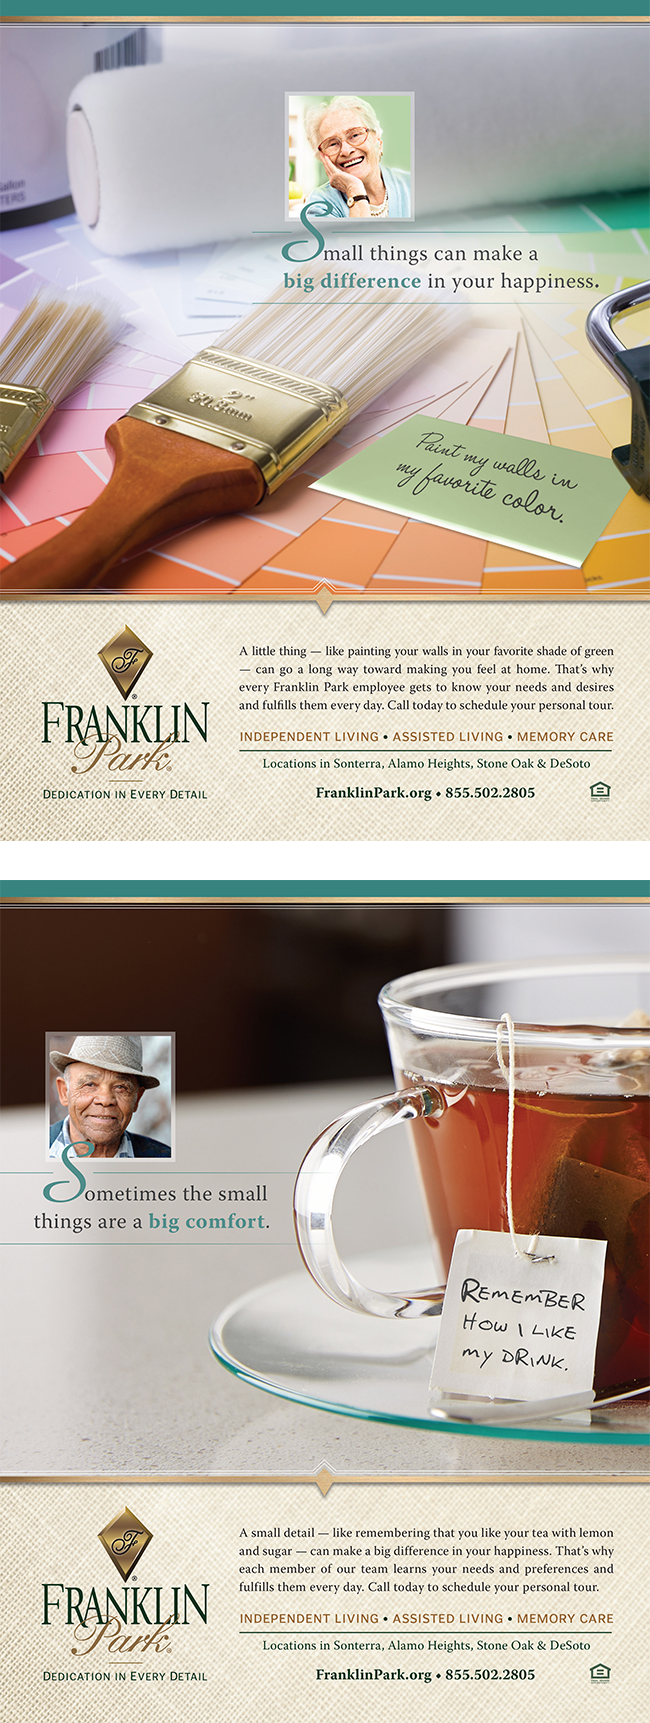 allon
TERS
Small things can make a
big difference in your happiness.
2"
50.8mm
Paint my walls in
my favorite color.
F
®
FRANKLIN
Park®
DEDICATION IN EVERY DETAIL
A little thing — like painting your walls in your favorite shade of green
— can go a long way toward making you feel at home. That’s why
every Franklin Park employee gets to know your needs and desires
and fulfills them every day. Call today to schedule your personal tour.
INDEPENDENT LIVING • ASSISTED LIVING • MEMORY CARE
Locations in Sonterra, Alamo Heights, Stone Oak & DeSoto
FranklinPark.org • 855.502.2805
Sometimes the small
things are a big comfort.
REMEMBER
HOW I LIKE
my DRINK.
F
®
FRANKLIN
Park®
DEDICATION IN EVERY DETAIL
A small detail — like remembering that you like your tea with lemon
and sugar — can make a big difference in your happiness. That’s why
each member of our team learns your needs and preferences and
fulfills them every day. Call today to schedule your personal tour.
INDEPENDENT LIVING • ASSISTED LIVING • MEMORY CARE
Locations in Sonterra, Alamo Heights, Stone Oak & DeSoto
FranklinPark.org • 855.502.2805